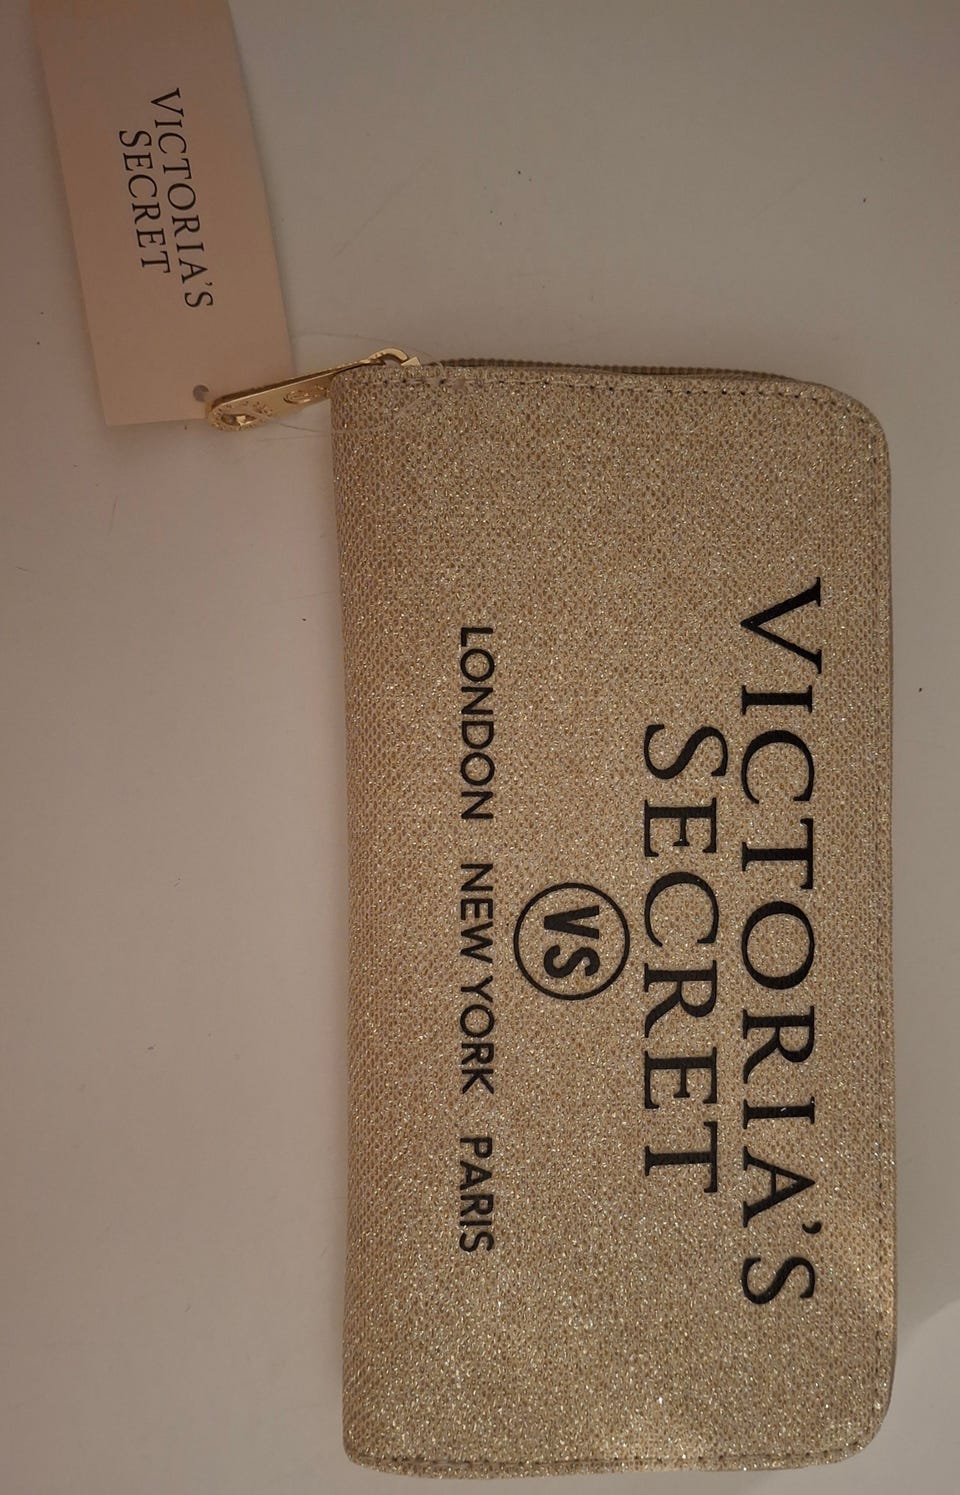 VICTORIA'S
SECRET
VICTORIA'S
SECRET
VS
LONDON NEW YORK PARIS